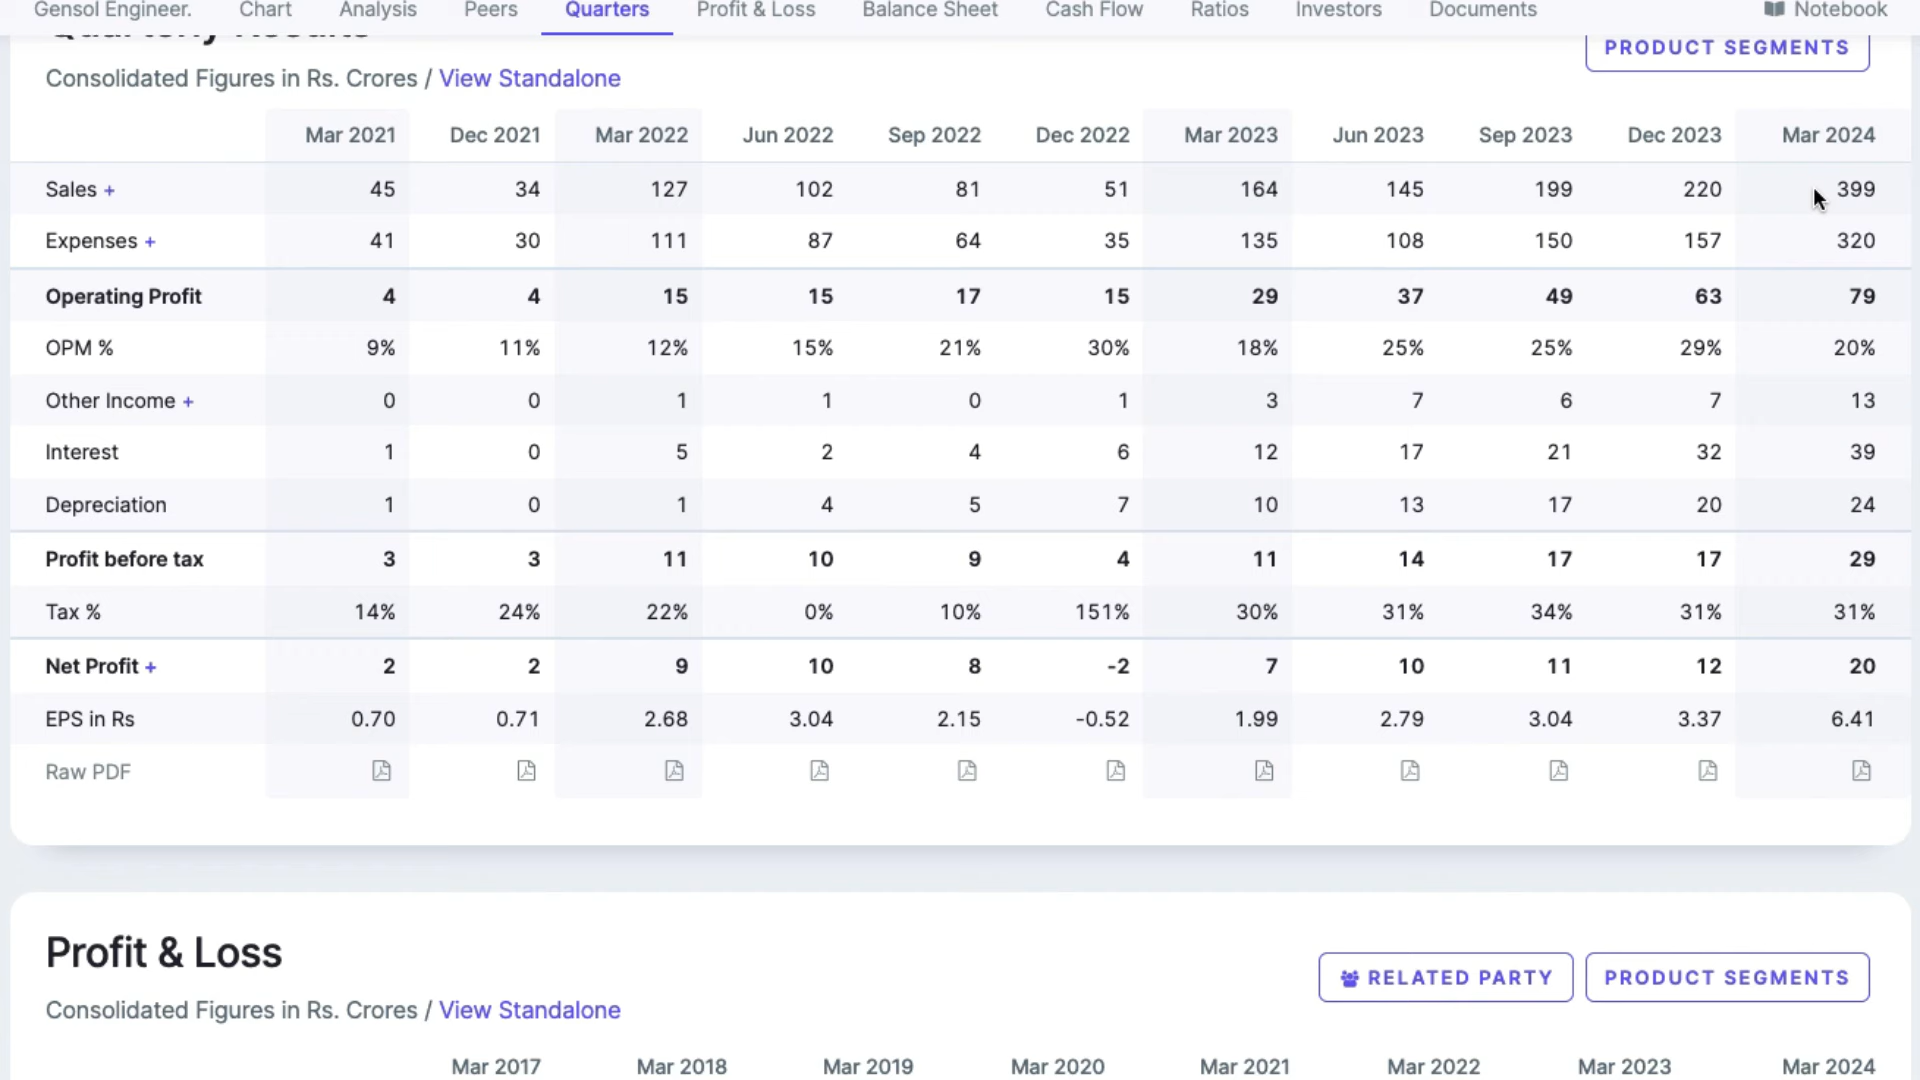 Gensol Engineer. Chart Analysis Peers Quarters Profit & Loss Balance Sheet Cash Flow Ratios Investors Documents Notebook
Quarterly Results
PRODUCT SEGMENTS
Consolidated Figures in Rs. Crores / View Standalone
Mar 2021 Dec 2021 Mar 2022 Jun 2022 Sep 2022 Dec 2022 Mar 2023 Jun 2023 Sep 2023 Dec 2023 Mar 2024
Sales + 45 34 127 102 81 51 164 145 199 220 399
Expenses + 41 30 111 87 64 35 135 108 150 157 320
Operating Profit 4 4 15 15 17 15 29 37 49 63 79
OPM % 9% 11% 12% 15% 21% 30% 18% 25% 25% 29% 20%
Other Income + 0 0 1 1 0 1 3 7 6 7 13
Interest 1 0 5 2 4 6 12 17 21 32 39
Depreciation 1 0 1 4 5 7 10 13 17 20 24
Profit before tax 3 3 11 10 9 4 11 14 17 17 29
Tax % 14% 24% 22% 0% 10% 151% 30% 31% 34% 31% 31%
Net Profit + 2 2 9 10 8 -2 7 10 11 12 20
EPS in Rs 0.70 0.71 2.68 3.04 2.15 -0.52 1.99 2.79 3.04 3.37 6.41
Raw PDF
Profit & Loss
RELATED PARTY PRODUCT SEGMENTS
Consolidated Figures in Rs. Crores / View Standalone
Mar 2017 Mar 2018 Mar 2019 Mar 2020 Mar 2021 Mar 2022 Mar 2023 Mar 2024